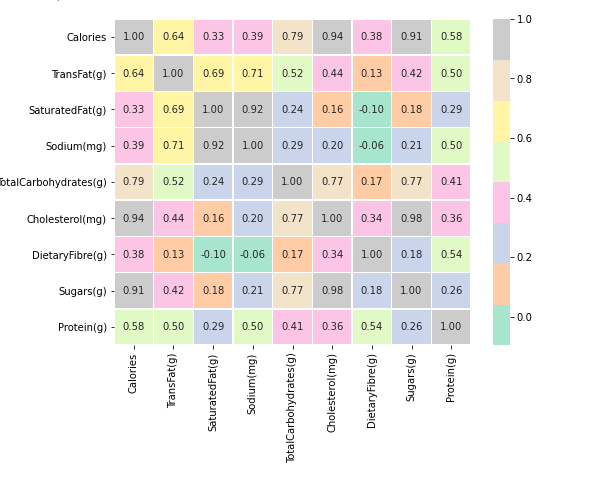 Calories 1.00 0.64 0.33 0.39 0.79 0.94 0.38 0.91 0.58
TransFat(g) 0.64 1.00 0.69 0.71 0.52 0.44 0.13 0.42 0.50
SaturatedFat(g) 0.33 0.69 1.00 0.92 0.24 0.16 -0.10 0.18 0.29
Sodium(mg) 0.39 0.71 0.92 1.00 0.29 0.20 -0.06 0.21 0.50
otalCarbohydrates(g) 0.79 0.52 0.24 0.29 1.00 0.77 0.17 0.77 0.41
Cholesterol(mg) 0.94 0.44 0.16 0.20 0.77 1.00 0.34 0.98 0.36
DietaryFibre(g) 0.38 0.13 -0.10 -0.06 0.17 0.34 1.00 0.18 0.54
Sugars(g) 0.91 0.42 0.18 0.21 0.77 0.98 0.18 1.00 0.26
Protein(g) 0.58 0.50 0.29 0.50 0.41 0.36 0.54 0.26 1.00
Calories
TransFat(g)
SaturatedFat(g)
Sodium(mg)
TotalCarbohydrates(g)
Cholesterol(mg)
DietaryFibre(g)
Sugars(g)
Protein(g)
1.0
0.8
0.6
0.4
0.2
0.0